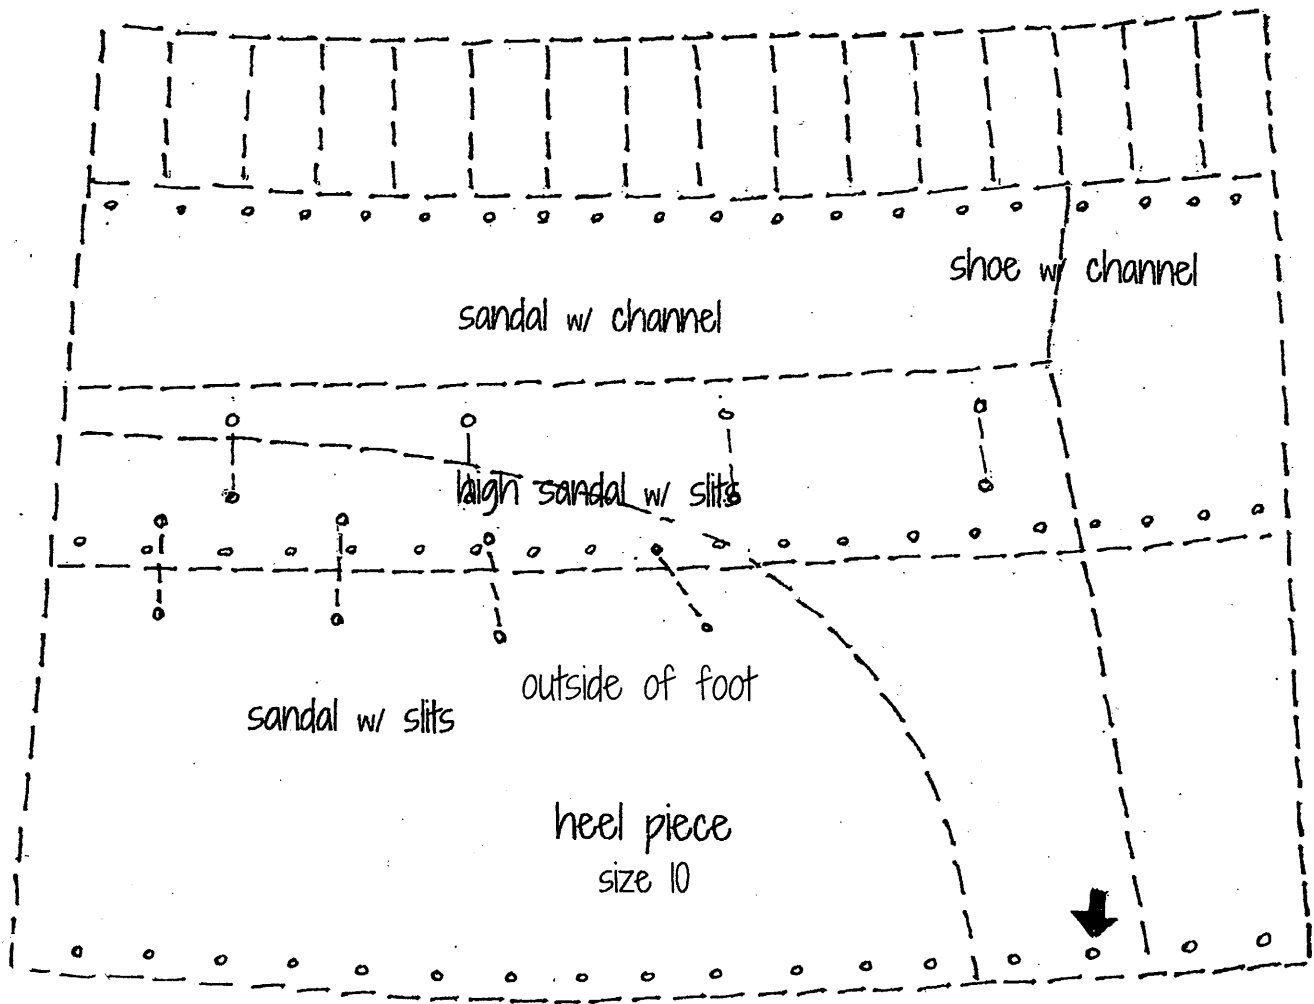 shoe w/ channel
sandal w/ channel
high sandal w/ slits
outside of foot
sandal w/ slits
heel piece
size 10